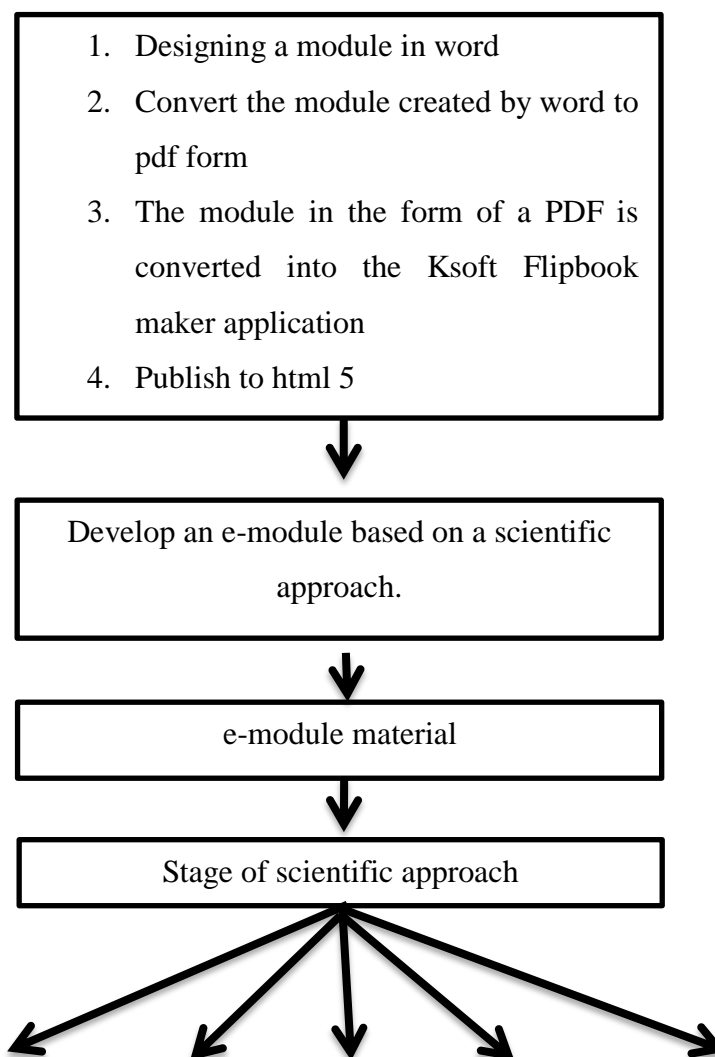 1. Designing a module in word
2. Convert the module created by word to
pdf form
3. The module in the form of a PDF is
converted into the Ksoft Flipbook
maker application
4. Publish to html 5
Develop an e-module based on a scientific
approach.
e-module material
Stage of scientific approach